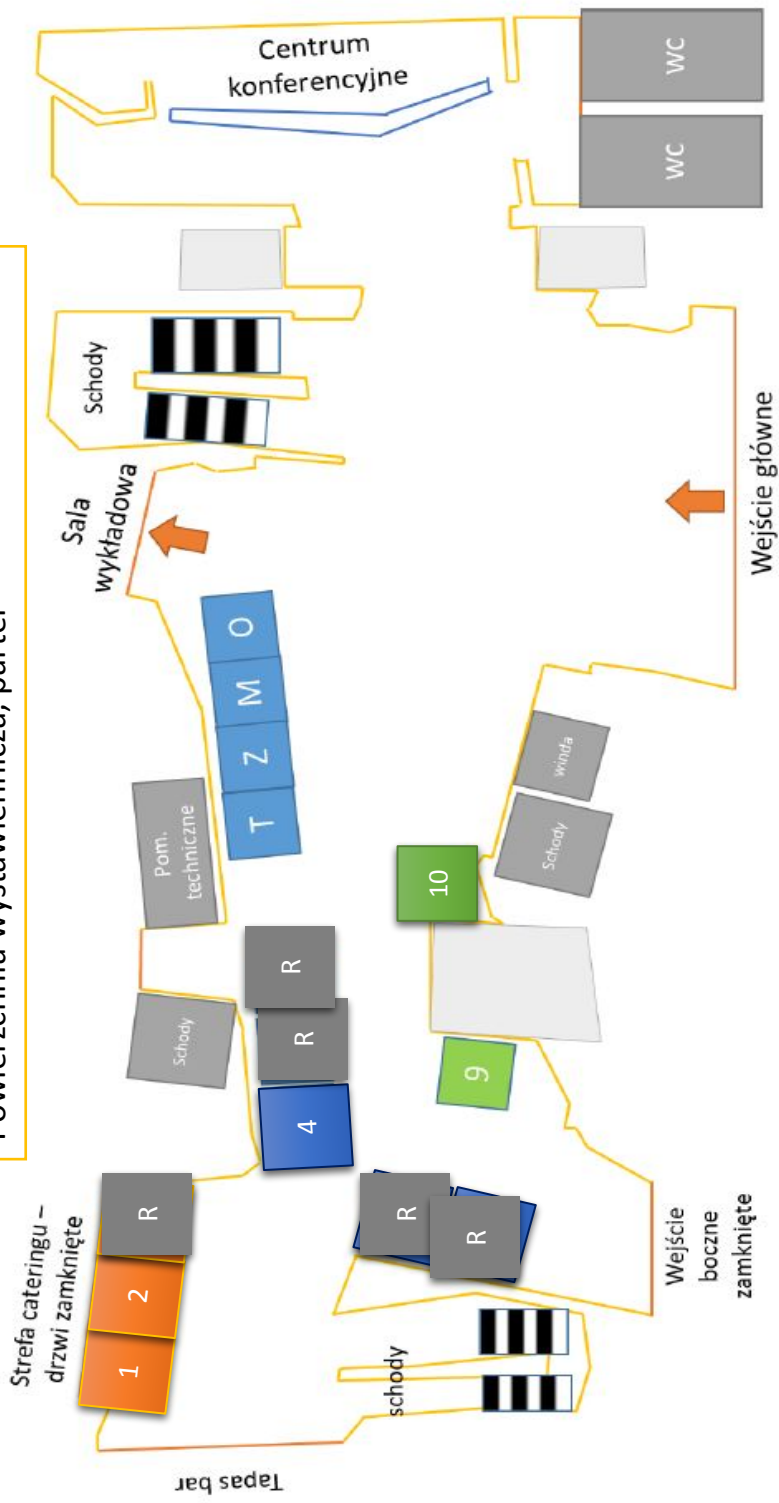 Powierzchnia wystawiennicza, parter
Centrum
konferencyjne
WC
WC
Schody
Sala
wykładowa
Wejście główne
O
M
Z
T
Pom.
techniczne
winda
Schody
10
R
R
Schody
9
4
Strefa cateringu –
drzwi zamknięte
R
2
1
R
R
Wejście
boczne
zamknięte
schody
Tapas bar